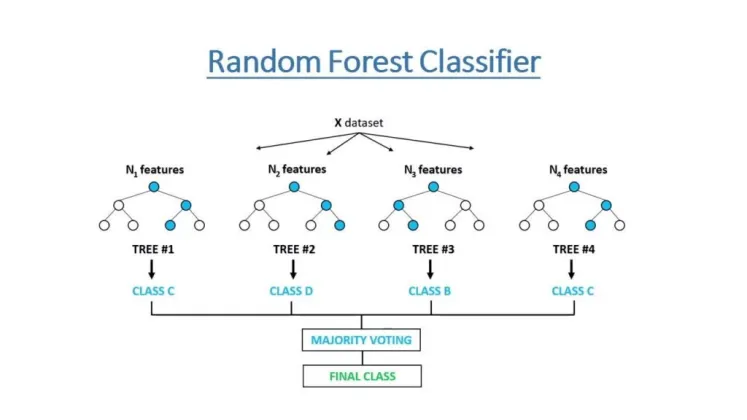 Random Forest Classifier
X dataset
N₁ features N₂ features N₃ features N₄ features
TREE #1 TREE #2 TREE #3 TREE #4
CLASS C CLASS D CLASS B CLASS C
MAJORITY VOTING
FINAL CLASS